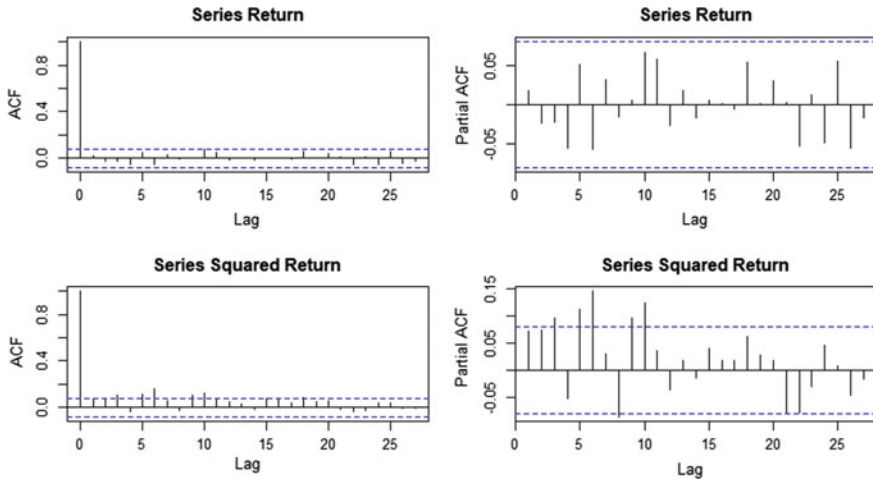 Series Return
ACF
0.0 0.4 0.8
0 5 10 15 20 25
Lag
Series Return
Partial ACF
-0.05 0.05
0 5 10 15 20 25
Lag
Series Squared Return
ACF
0.0 0.4 0.8
0 5 10 15 20 25
Lag
Series Squared Return
Partial ACF
-0.05 0.05 0.15
0 5 10 15 20 25
Lag